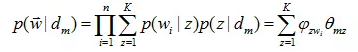 p(w⃗ | d_m) = ∏_{i=1}^{n} ∑_{z=1}^{K} p(w_i | z) p(z | d_m) = ∑_{z=1}^{K} φ_{zw_i} θ_{mz}